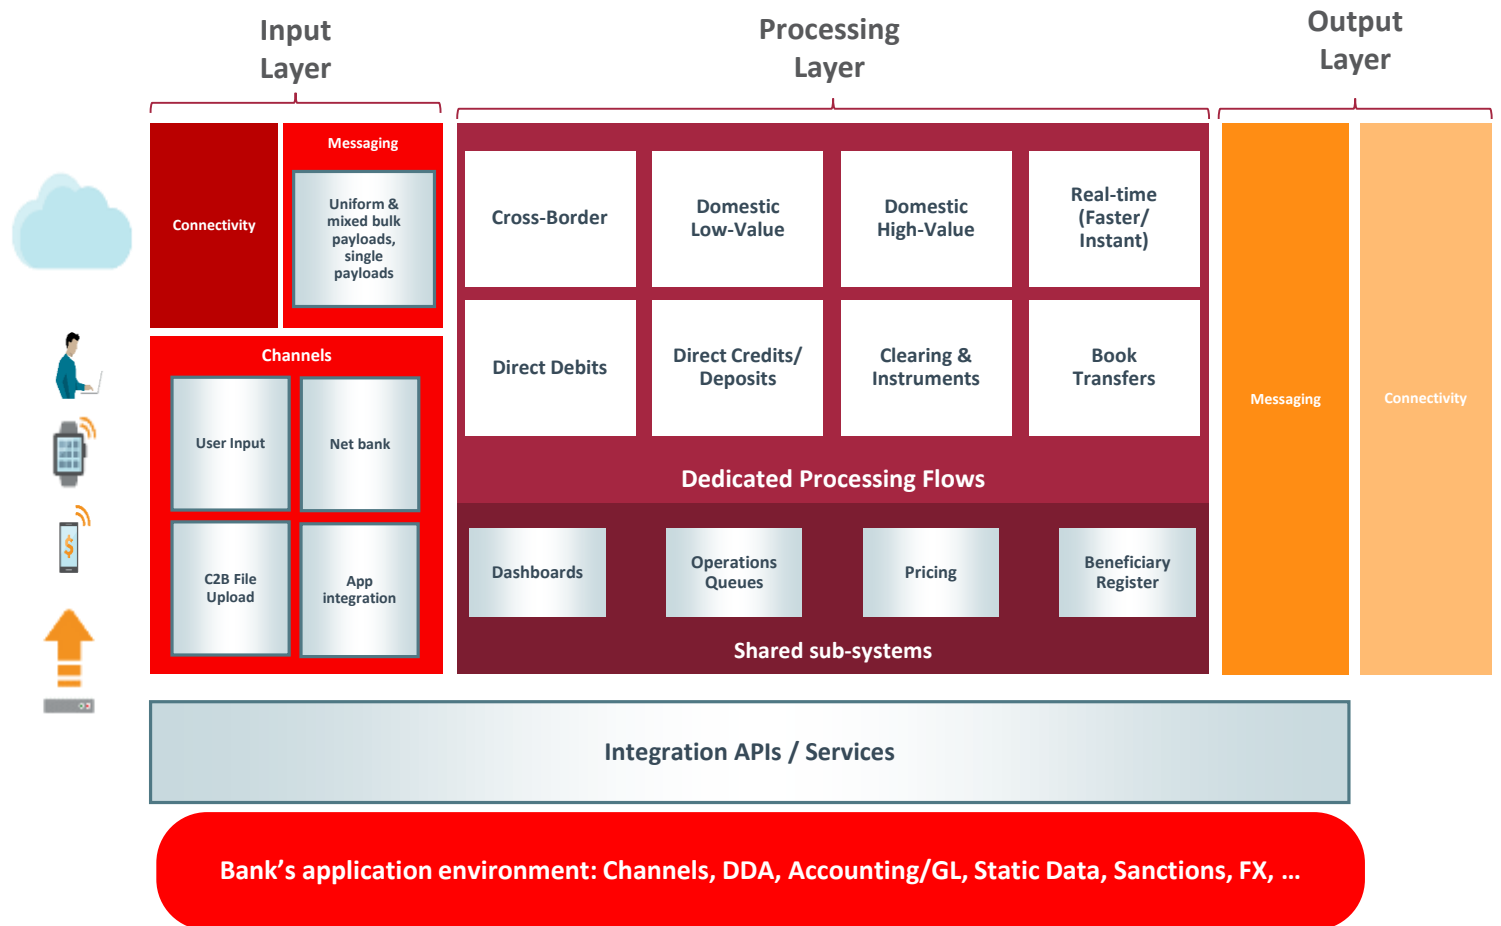 Input
Layer
Processing
Layer
Output
Layer
Connectivity
Messaging
Uniform &
mixed bulk
payloads,
single
payloads
Channels
User Input
Net bank
C2B File
Upload
App
integration
Cross-Border
Domestic
Low-Value
Domestic
High-Value
Real-time
(Faster/
Instant)
Direct Debits
Direct Credits/
Deposits
Clearing &
Instruments
Book
Transfers
Dedicated Processing Flows
Dashboards
Operations
Queues
Pricing
Beneficiary
Register
Shared sub-systems
Messaging
Connectivity
$
Integration APIs / Services
Bank’s application environment: Channels, DDA, Accounting/GL, Static Data, Sanctions, FX, …